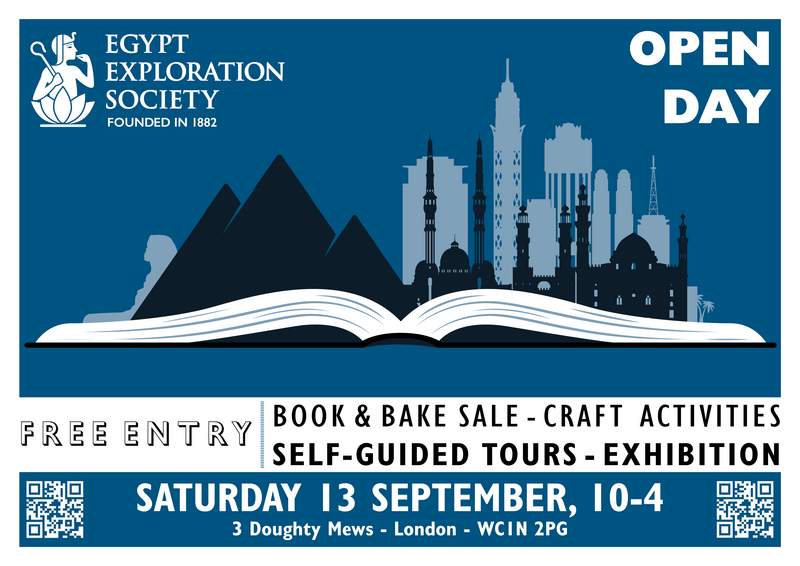 EGYPT
EXPLORATION
SOCIETY
FOUNDED IN 1882
OPEN
DAY
FREE ENTRY
BOOK & BAKE SALE - CRAFT ACTIVITIES
SELF-GUIDED TOURS - EXHIBITION
SATURDAY 13 SEPTEMBER, 10-4
3 Doughty Mews - London - WC1N 2PG